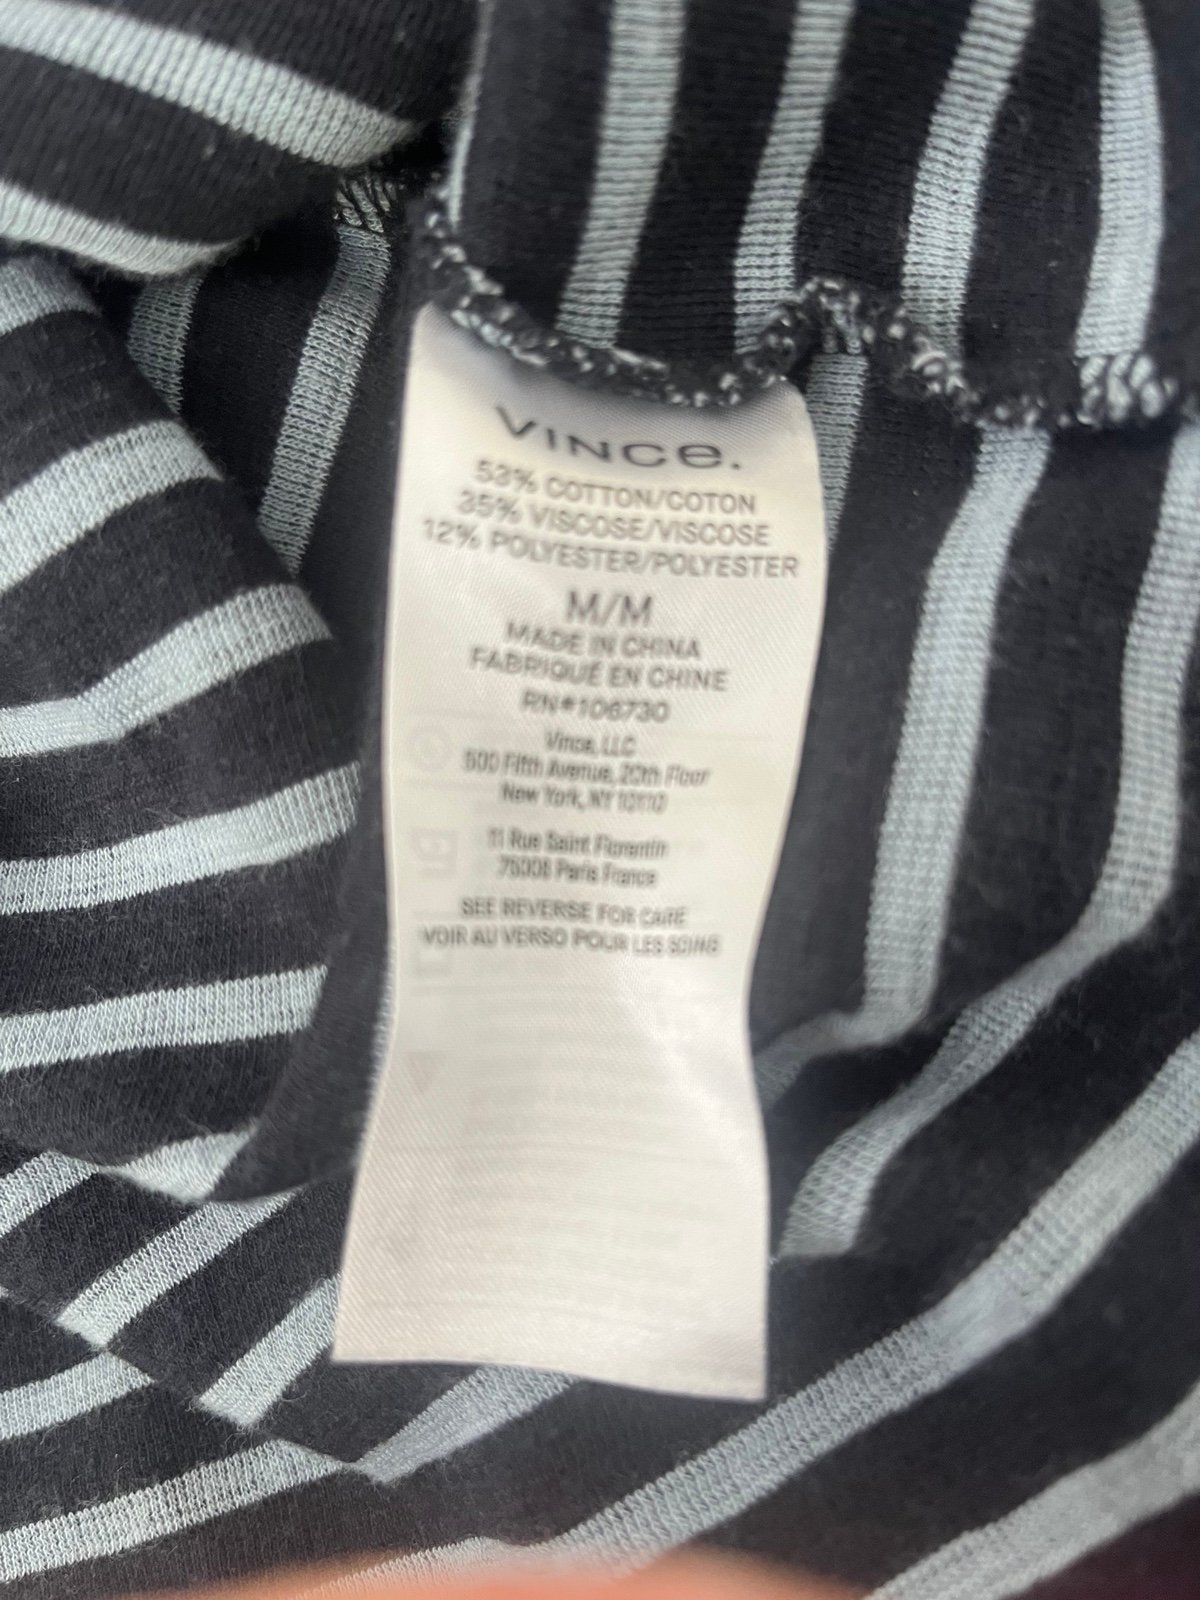 VINCe.
53% COTTON/COTON
35% VISCOSE/VISCOSE
12% POLYESTER/POLYESTER
M/M
MADE IN CHINA
FABRIQUÉ EN CHINE
RN#106730
Vince, LLC
500 Fifth Avenue, 20th Floor
New York, NY 10110
11 Rue Saint Florentin
75008 Paris France
SEE REVERSE FOR CARE
VOIR AU VERSO POUR LES SOINS